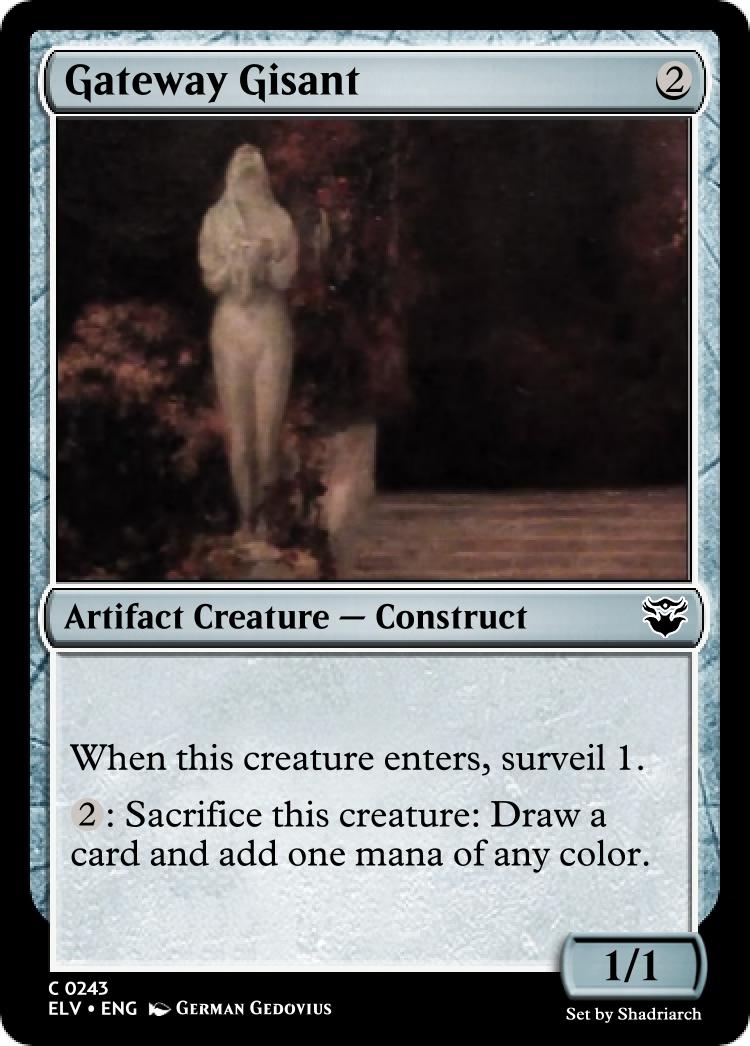 Gateway Gisant 2
Artifact Creature — Construct
When this creature enters, surveil 1.
2: Sacrifice this creature: Draw a
card and add one mana of any color.
1/1
C 0243
ELV • ENG German Gedovius
Set by Shadriarch